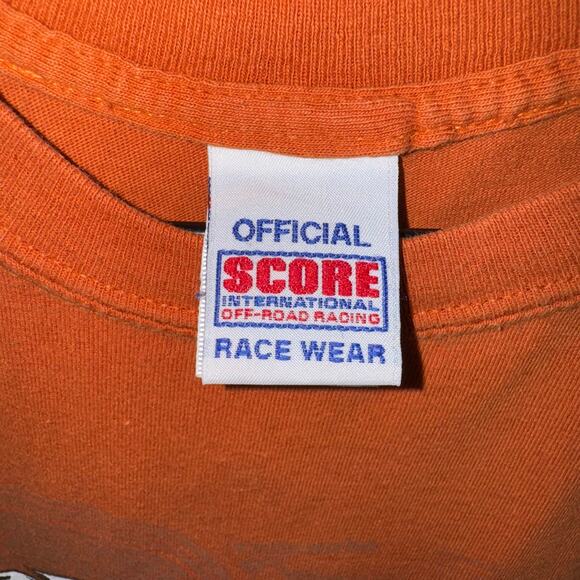 OFFICIAL
SCORE
INTERNATIONAL
OFF-ROAD RACING
RACE WEAR